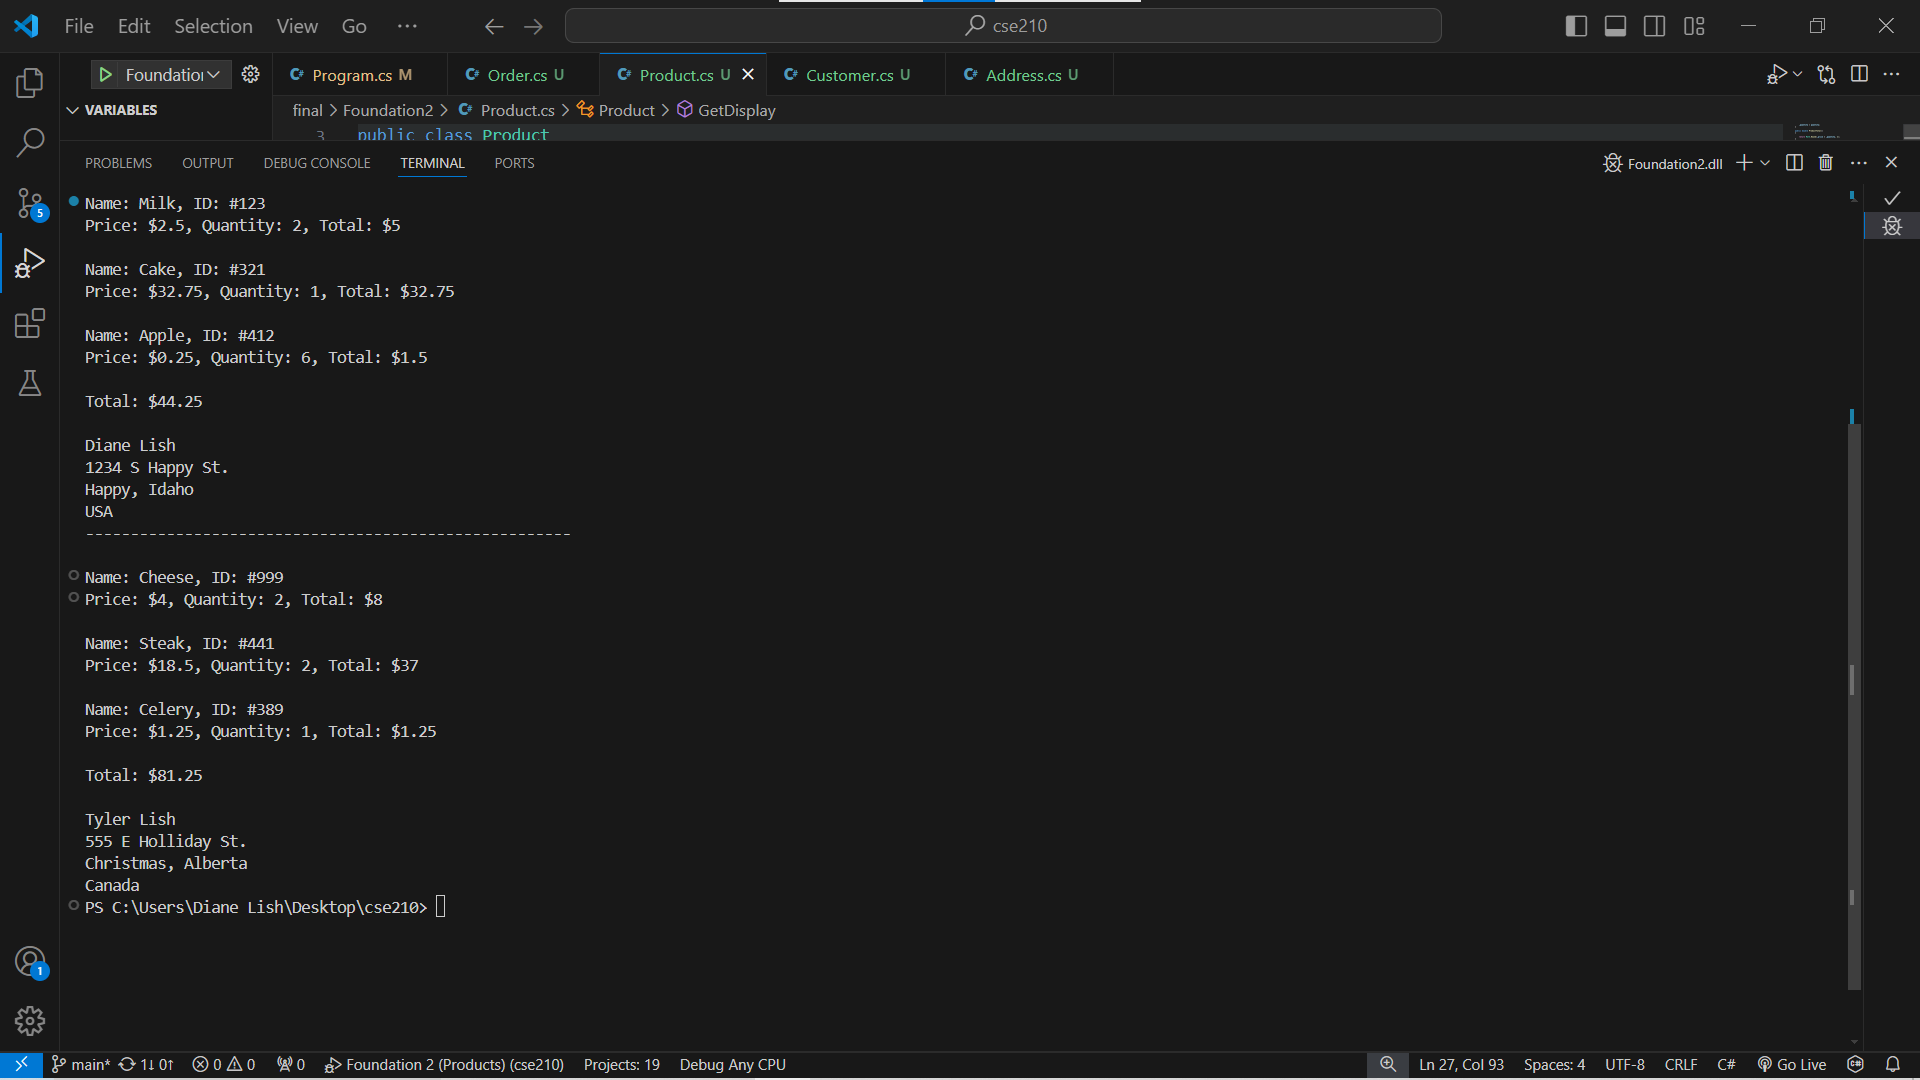 File Edit Selection View Go ··· cse210
Foundation Program.cs M Order.cs U Product.cs U Customer.cs U Address.cs U
VARIABLES
final > Foundation2 > Product.cs > Product > GetDisplay
3 public class Product
PROBLEMS OUTPUT DEBUG CONSOLE TERMINAL PORTS Foundation2.dll
Name: Milk, ID: #123
Price: $2.5, Quantity: 2, Total: $5
Name: Cake, ID: #321
Price: $32.75, Quantity: 1, Total: $32.75
Name: Apple, ID: #412
Price: $0.25, Quantity: 6, Total: $1.5
Total: $44.25
Diane Lish
1234 S Happy St.
Happy, Idaho
USA
------------------------------------------------------
Name: Cheese, ID: #999
Price: $4, Quantity: 2, Total: $8
Name: Steak, ID: #441
Price: $18.5, Quantity: 2, Total: $37
Name: Celery, ID: #389
Price: $1.25, Quantity: 1, Total: $1.25
Total: $81.25
Tyler Lish
555 E Holliday St.
Christmas, Alberta
Canada
PS C:\Users\Diane Lish\Desktop\cse210>
5
1
main* 1↓ 0↑ 0 0 0 Foundation 2 (Products) (cse210) Projects: 19 Debug Any CPU Ln 27, Col 93 Spaces: 4 UTF-8 CRLF C# Go Live